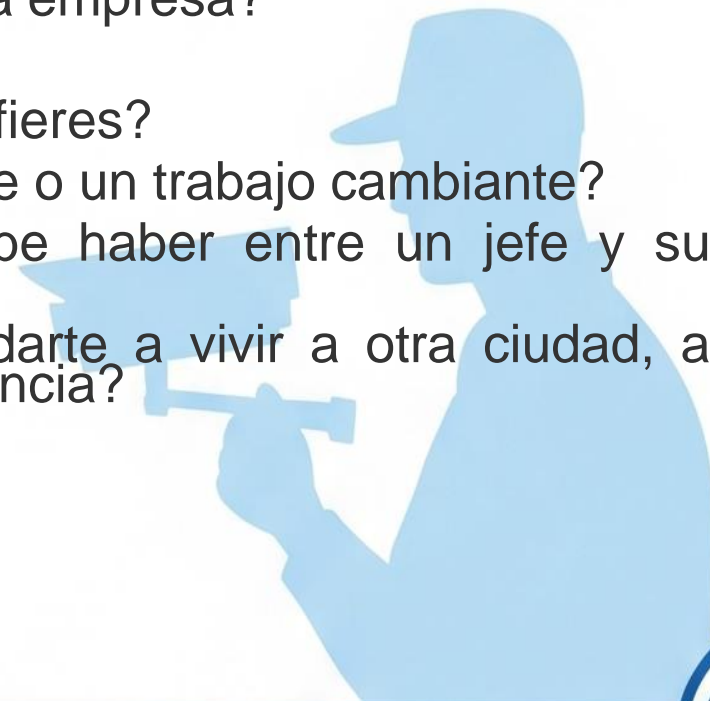 a empresa?
fieres?
e o un trabajo cambiante?
be haber entre un jefe y su
darte a vivir a otra ciudad, a
ncia?